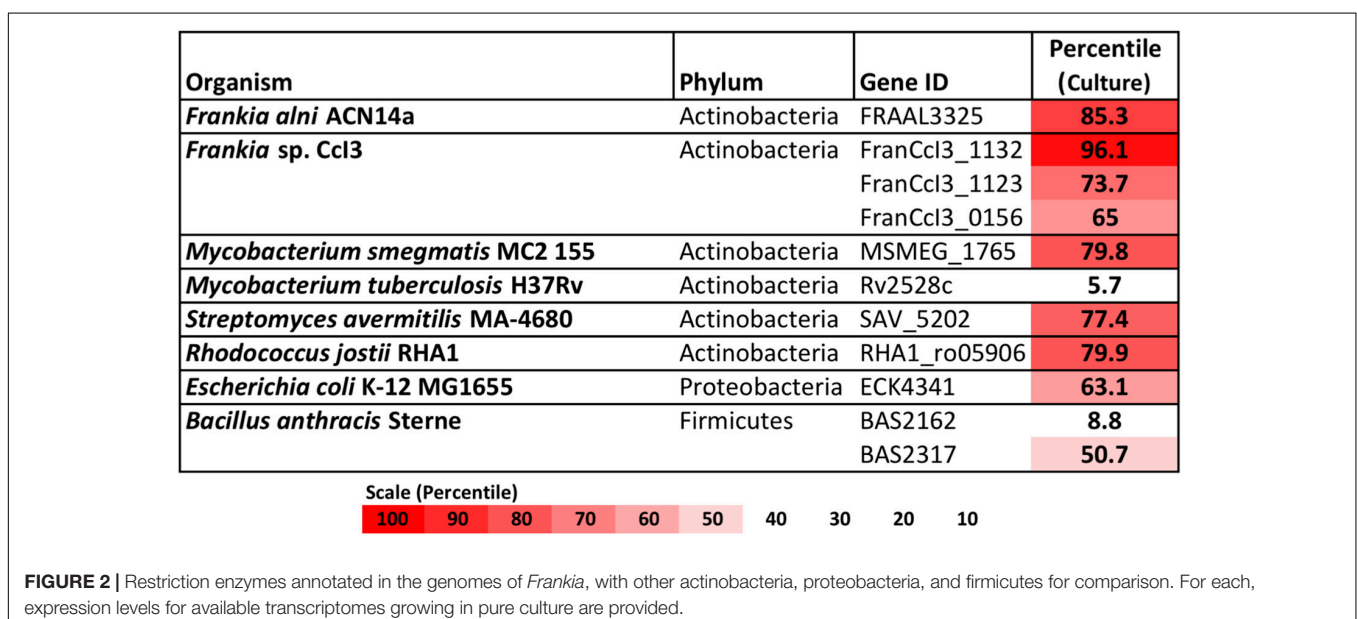 Organism Phylum Gene ID Percentile (Culture)
Frankia alni ACN14a Actinobacteria FRAAL3325 85.3
Frankia sp. CcI3 Actinobacteria FranCcI3_1132 96.1
FranCcI3_1123 73.7
FranCcI3_0156 65
Mycobacterium smegmatis MC2 155 Actinobacteria MSMEG_1765 79.8
Mycobacterium tuberculosis H37Rv Actinobacteria Rv2528c 5.7
Streptomyces avermitilis MA-4680 Actinobacteria SAV_5202 77.4
Rhodococcus jostii RHA1 Actinobacteria RHA1_ro05906 79.9
Escherichia coli K-12 MG1655 Proteobacteria ECK4341 63.1
Bacillus anthracis Sterne Firmicutes BAS2162 8.8
BAS2317 50.7
Scale (Percentile)
100 90 80 70 60 50 40 30 20 10
FIGURE 2 | Restriction enzymes annotated in the genomes of Frankia, with other actinobacteria, proteobacteria, and firmicutes for comparison. For each,
expression levels for available transcriptomes growing in pure culture are provided.